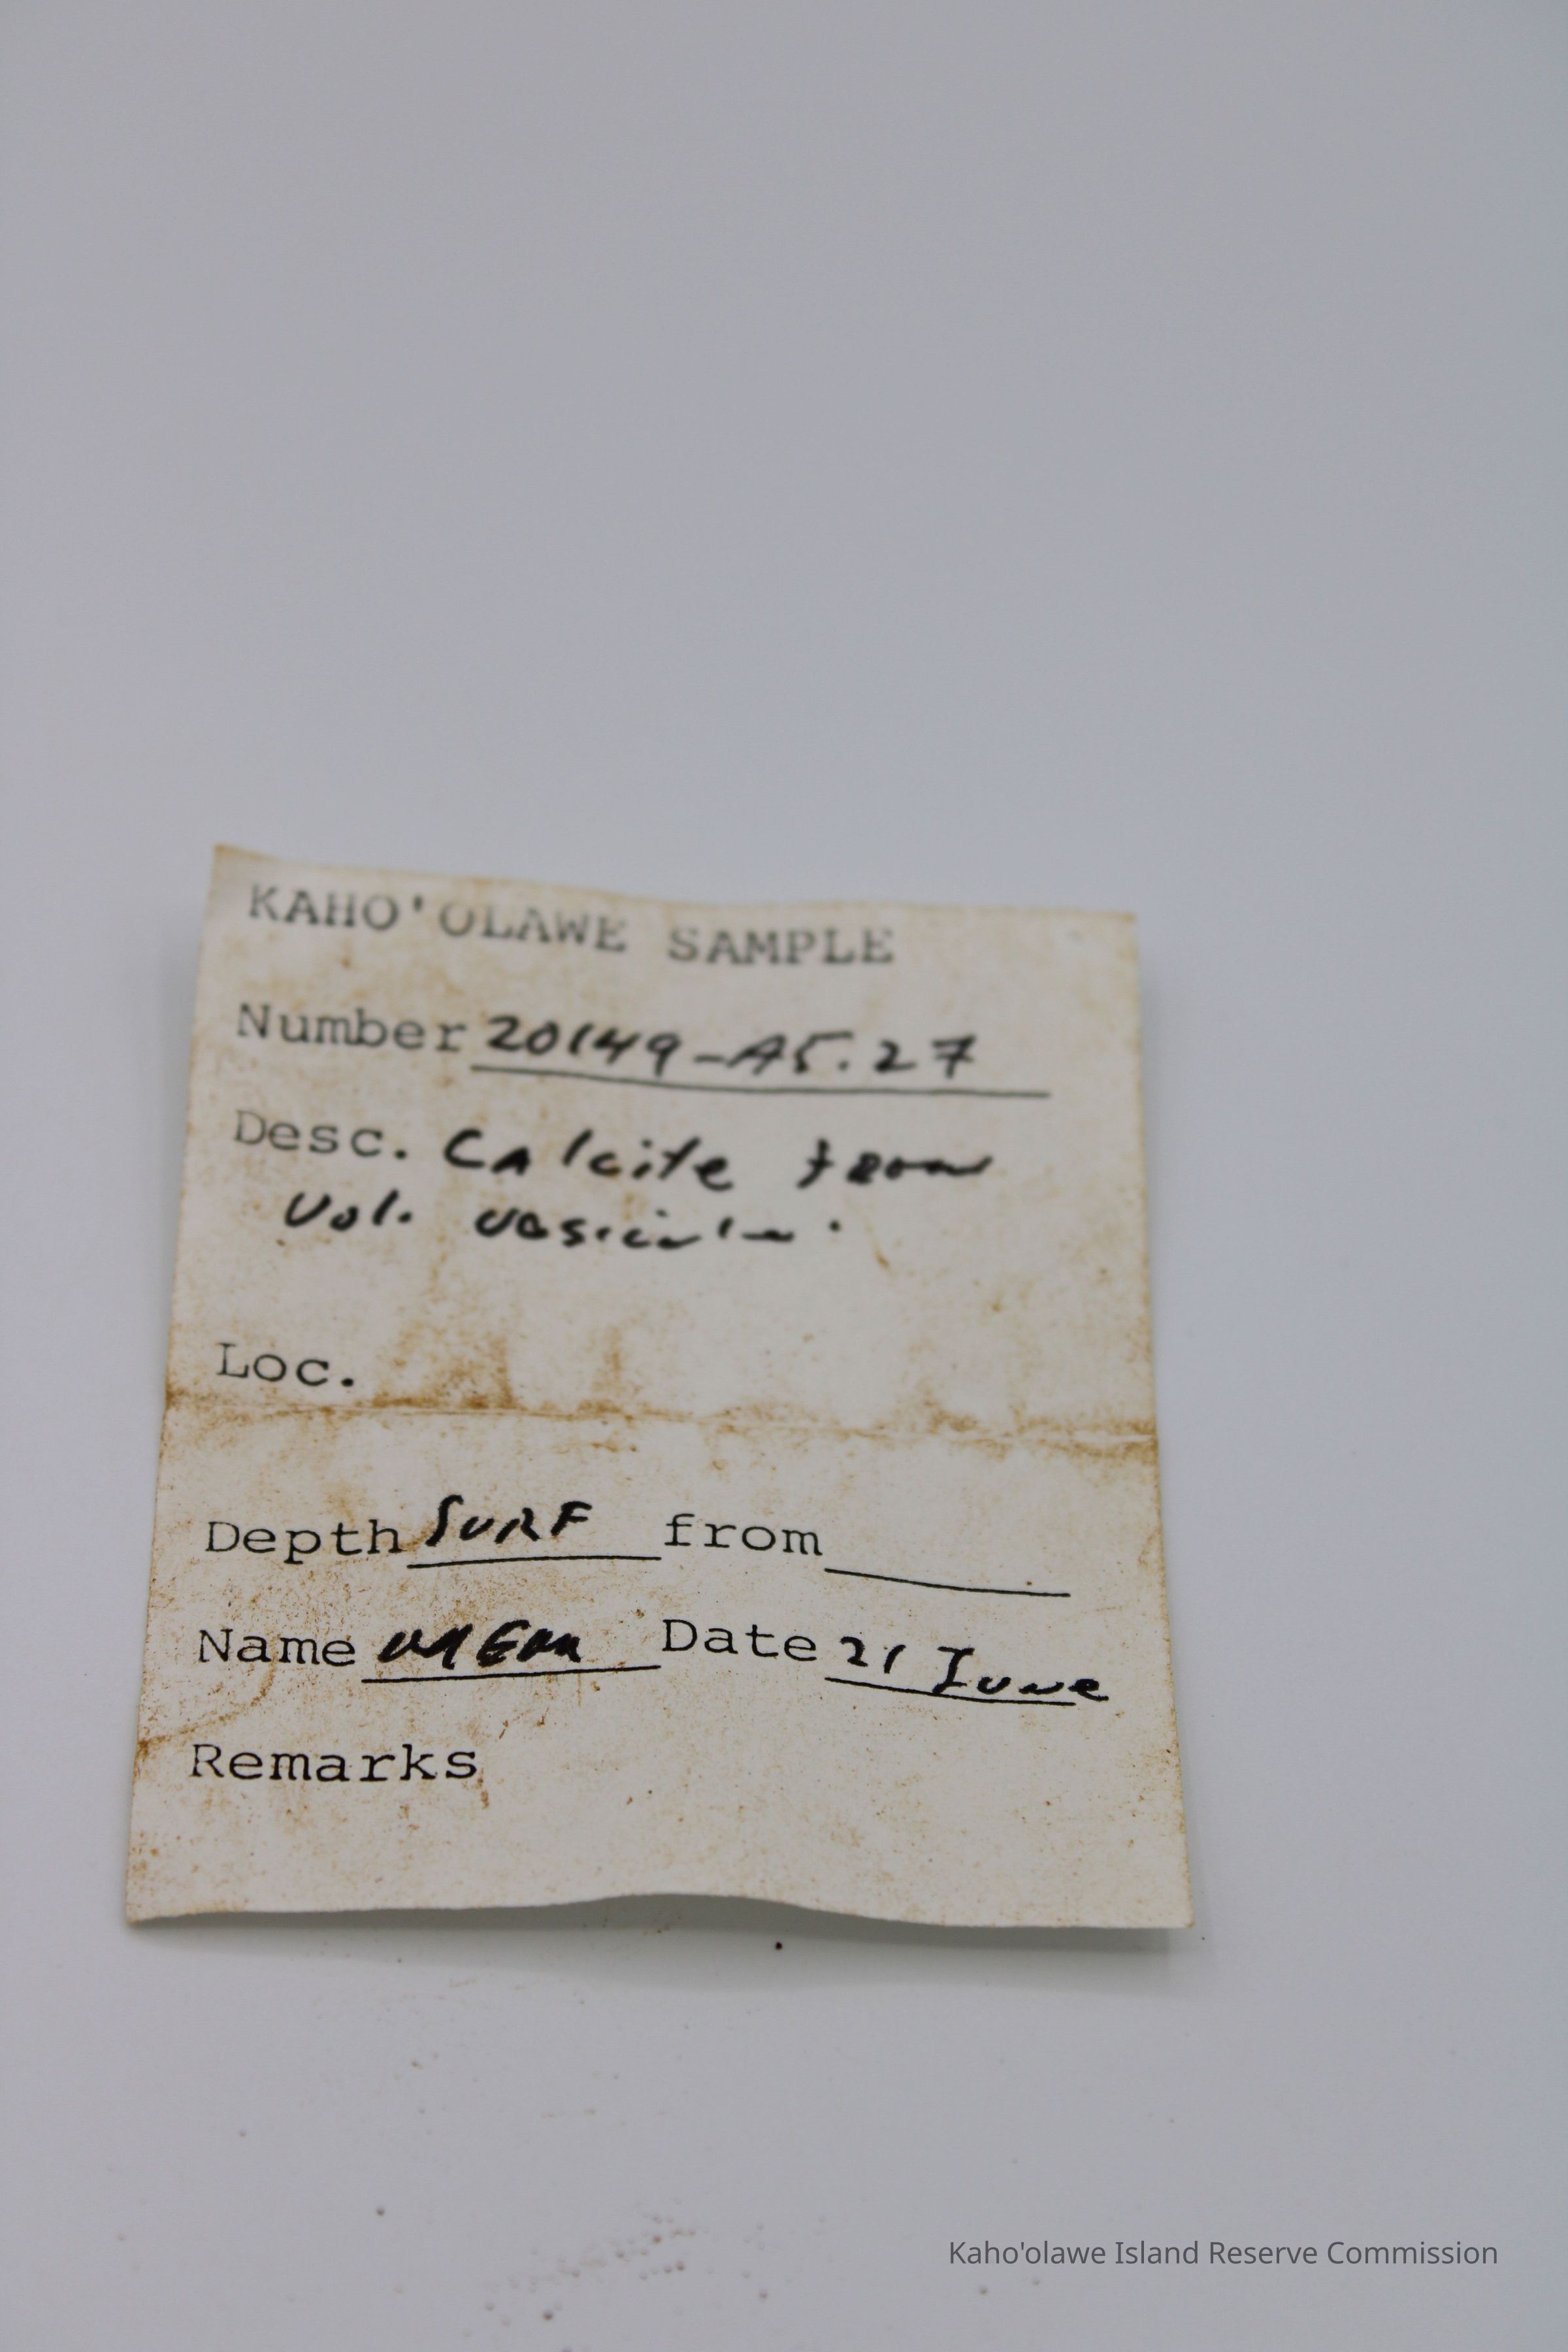 KAHO'OLAWE SAMPLE
Number 20149-A5.27
Desc. Calcite from
Vol.
Loc.
Depth SURF from
Name Date 21 June
Remarks
Kaho'olawe Island Reserve Commission